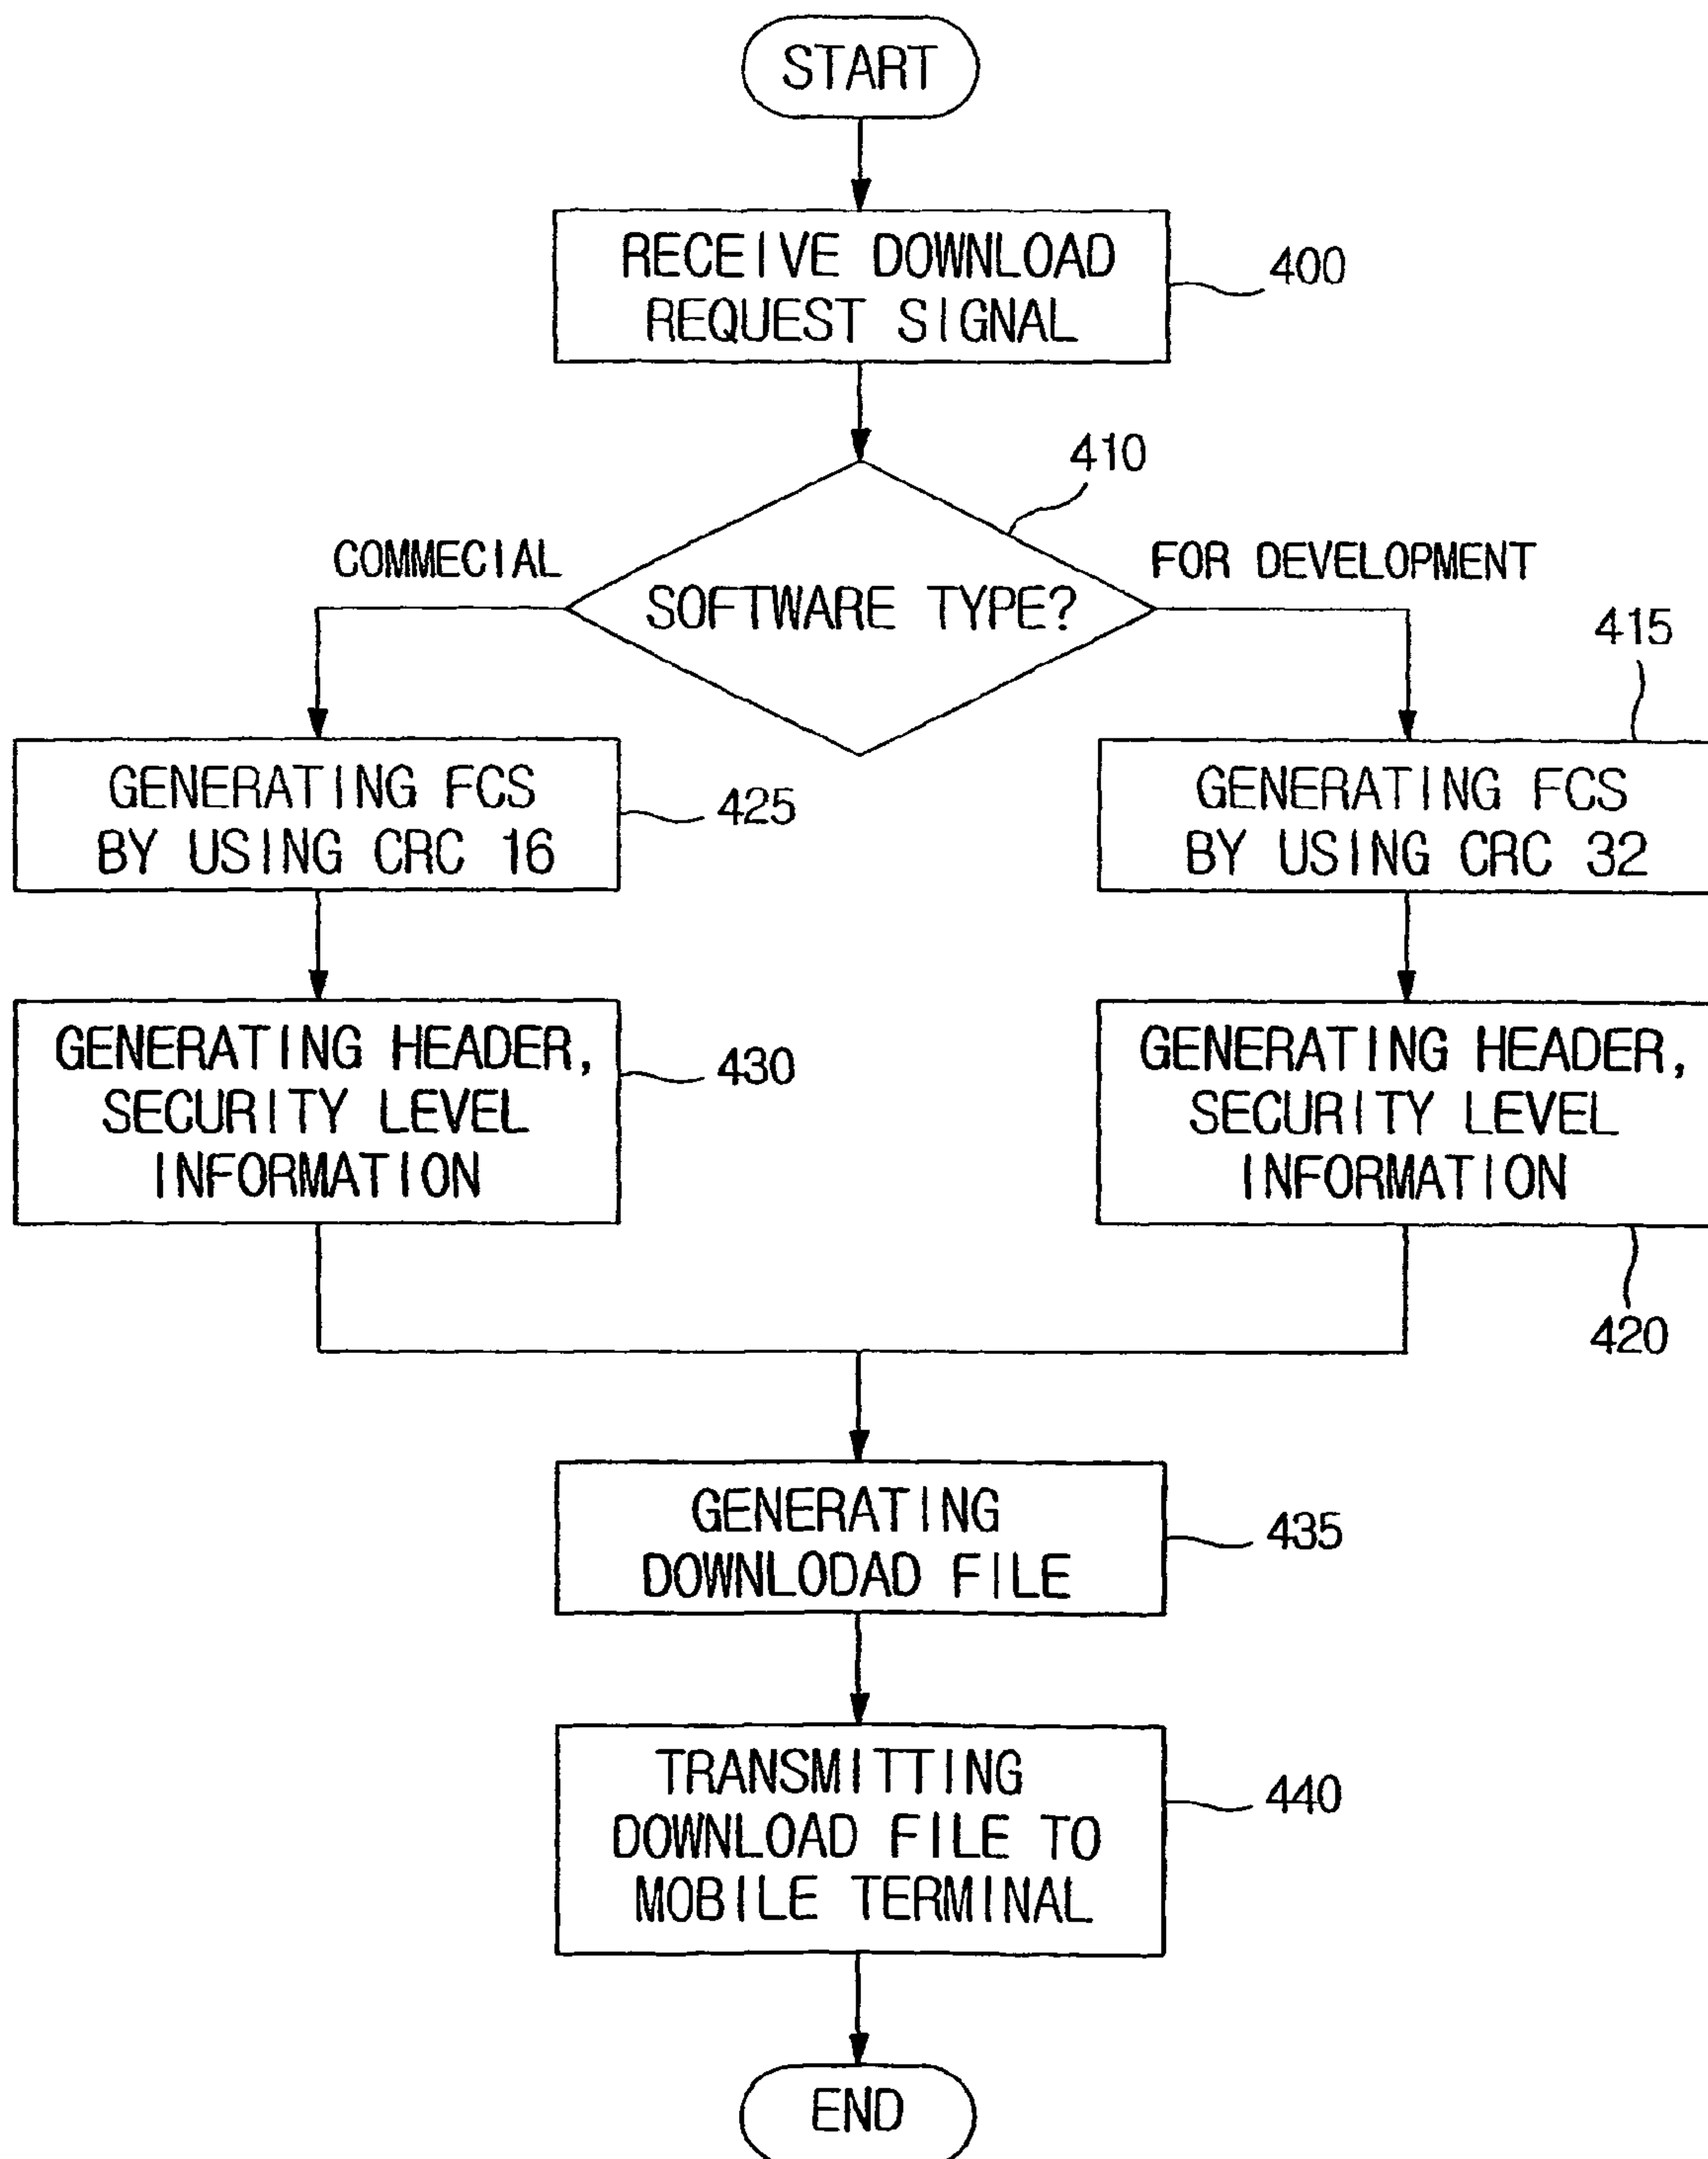 START
RECEIVE DOWNLOAD
REQUEST SIGNAL
400
410
COMMECIAL
FOR DEVELOPMENT
SOFTWARE TYPE?
415
GENERATING FCS
BY USING CRC 16
425
GENERATING FCS
BY USING CRC 32
GENERATING HEADER,
SECURITY LEVEL
INFORMATION
430
GENERATING HEADER,
SECURITY LEVEL
INFORMATION
420
GENERATING
DOWNLODAD FILE
435
TRANSMITTING
DOWNLOAD FILE TO
MOBILE TERMINAL
440
END